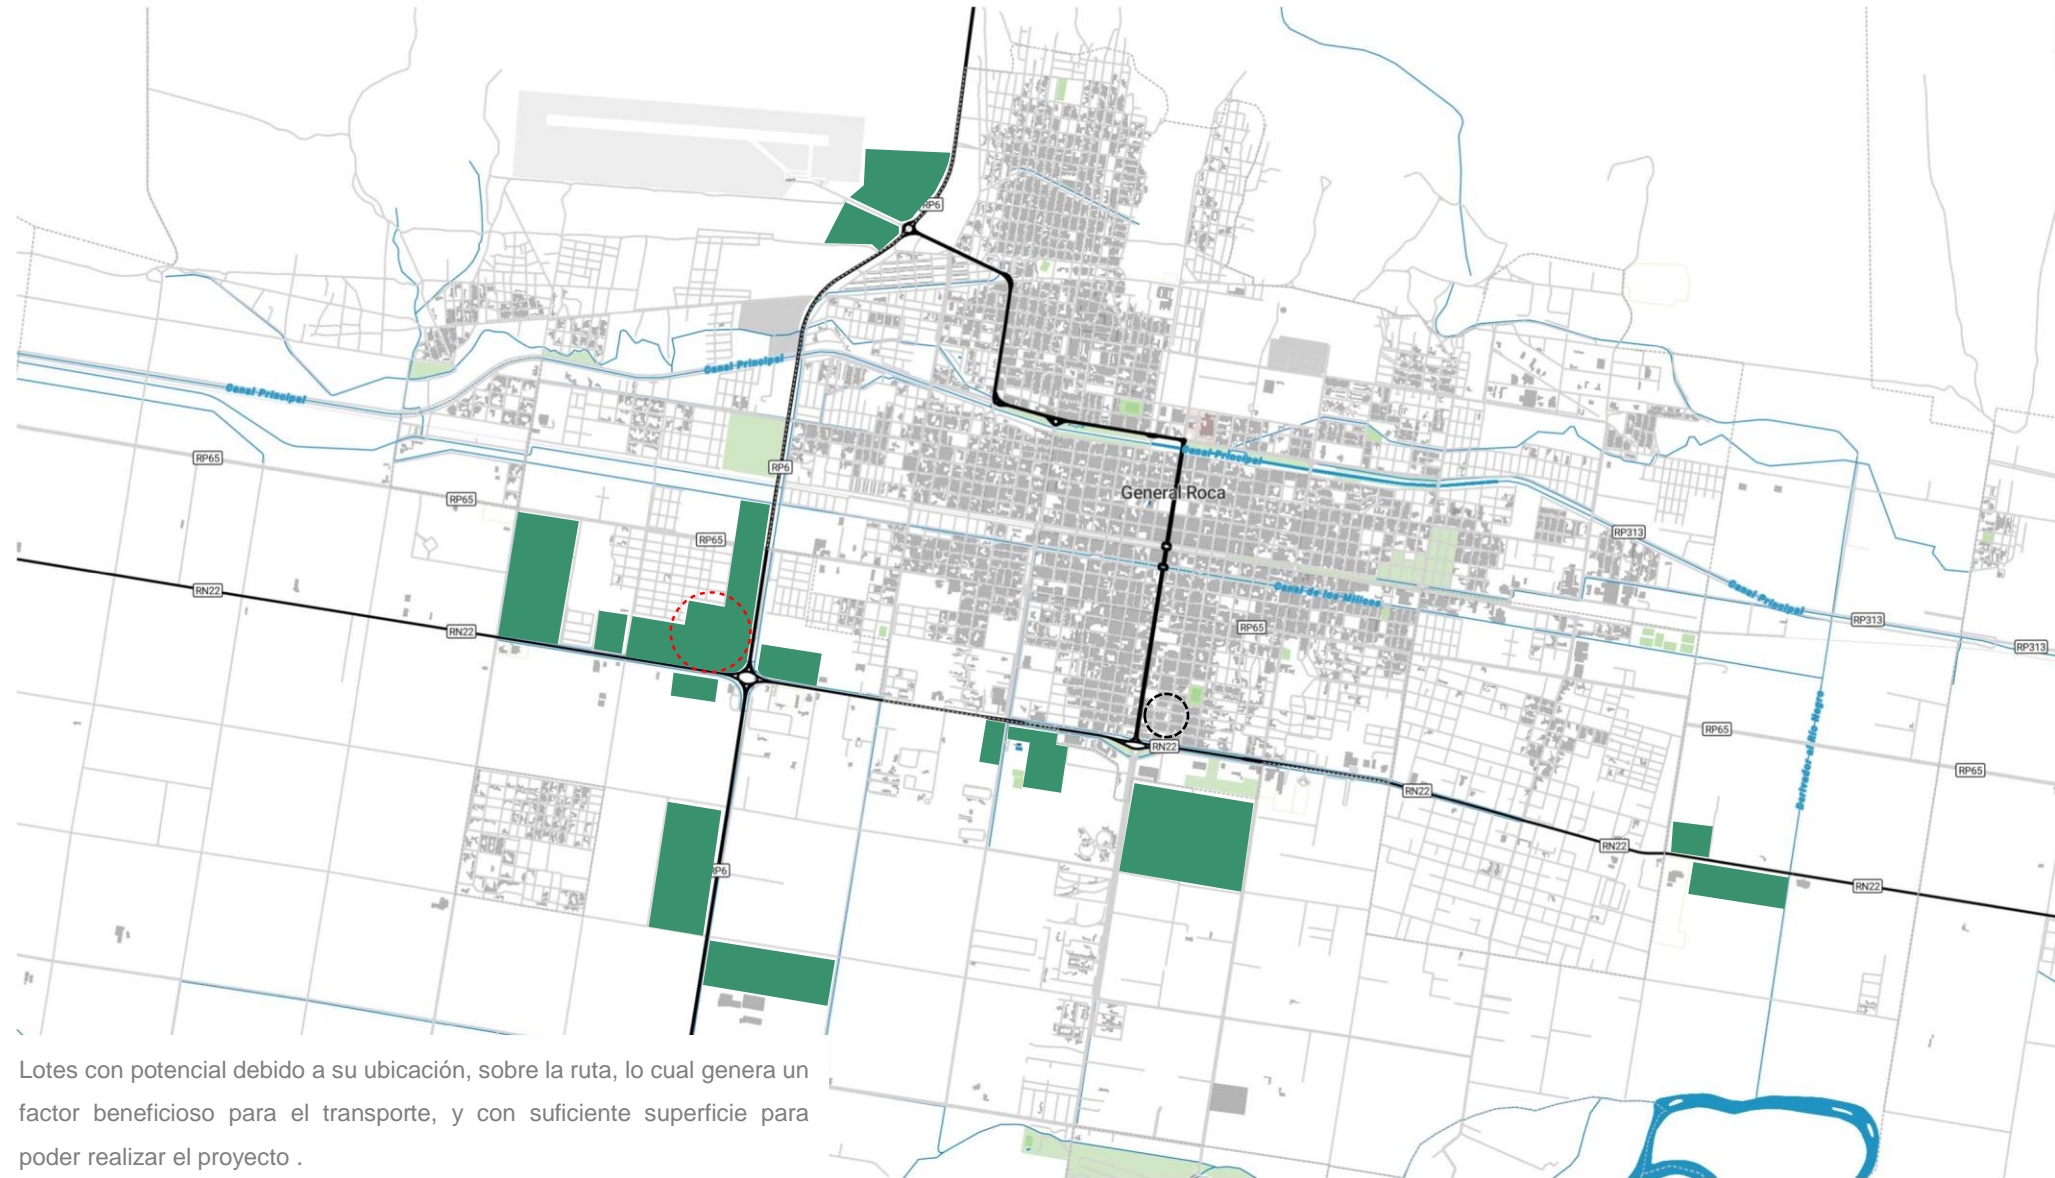 RP6
Canal Principal
Canal Principal
RP65
RP65
RP6
General Roca
Canal Principal
RP65
RP313
RN22
Canal de los Milicos
Canal Principal
RN22
RP65
RP313
RP313
RN22
RP65
RP65
Derivador al Río Negro
RN22
RN22
RP6
RN22
Lotes con potencial debido a su ubicación, sobre la ruta, lo cual genera un
factor beneficioso para el transporte, y con suficiente superficie para
poder realizar el proyecto .